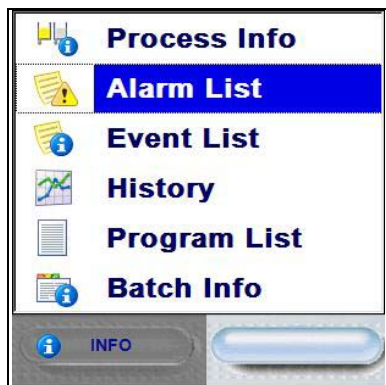 Process Info
Alarm List
Event List
History
Program List
Batch Info
INFO